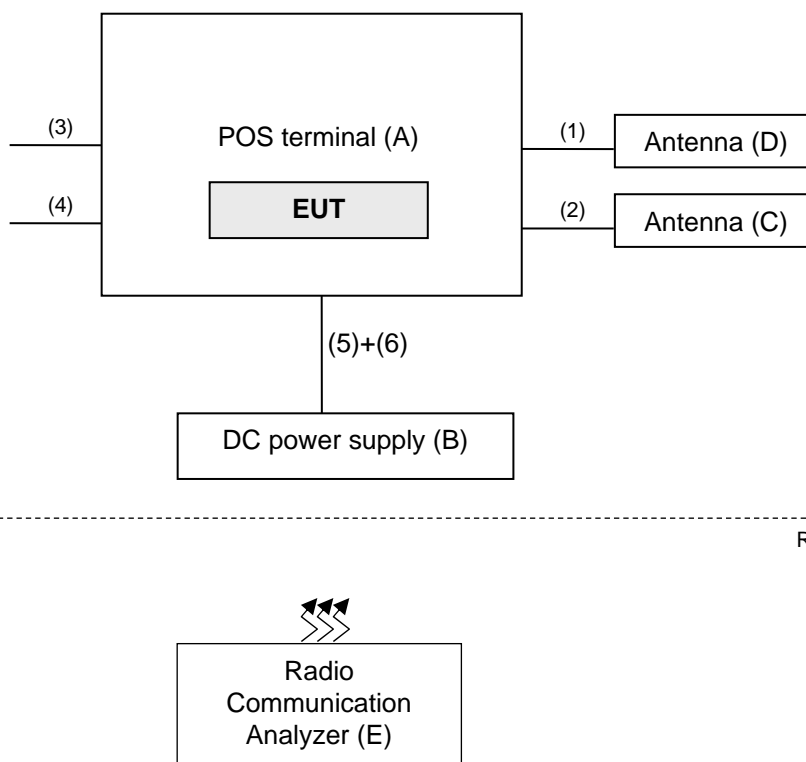 (3)
POS terminal (A)
(1)
Antenna (D)
(4)
EUT
(2)
Antenna (C)
(5)+(6)
DC power supply (B)
R
Radio
Communication
Analyzer (E)